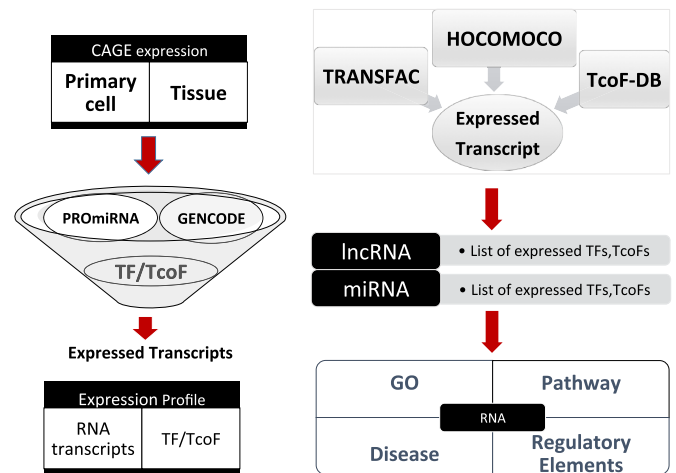 CAGE expression
Primary
cell
Tissue
PROmiRNA
GENCODE
TF/TcoF
Expressed Transcripts
Expression Profile
RNA
transcripts
TF/TcoF
HOCOMOCO
TRANSFAC
TcoF-DB
Expressed
Transcript
lncRNA
• List of expressed TFs,TcoFs
miRNA
• List of expressed TFs,TcoFs
GO
Pathway
RNA
Disease
Regulatory
Elements